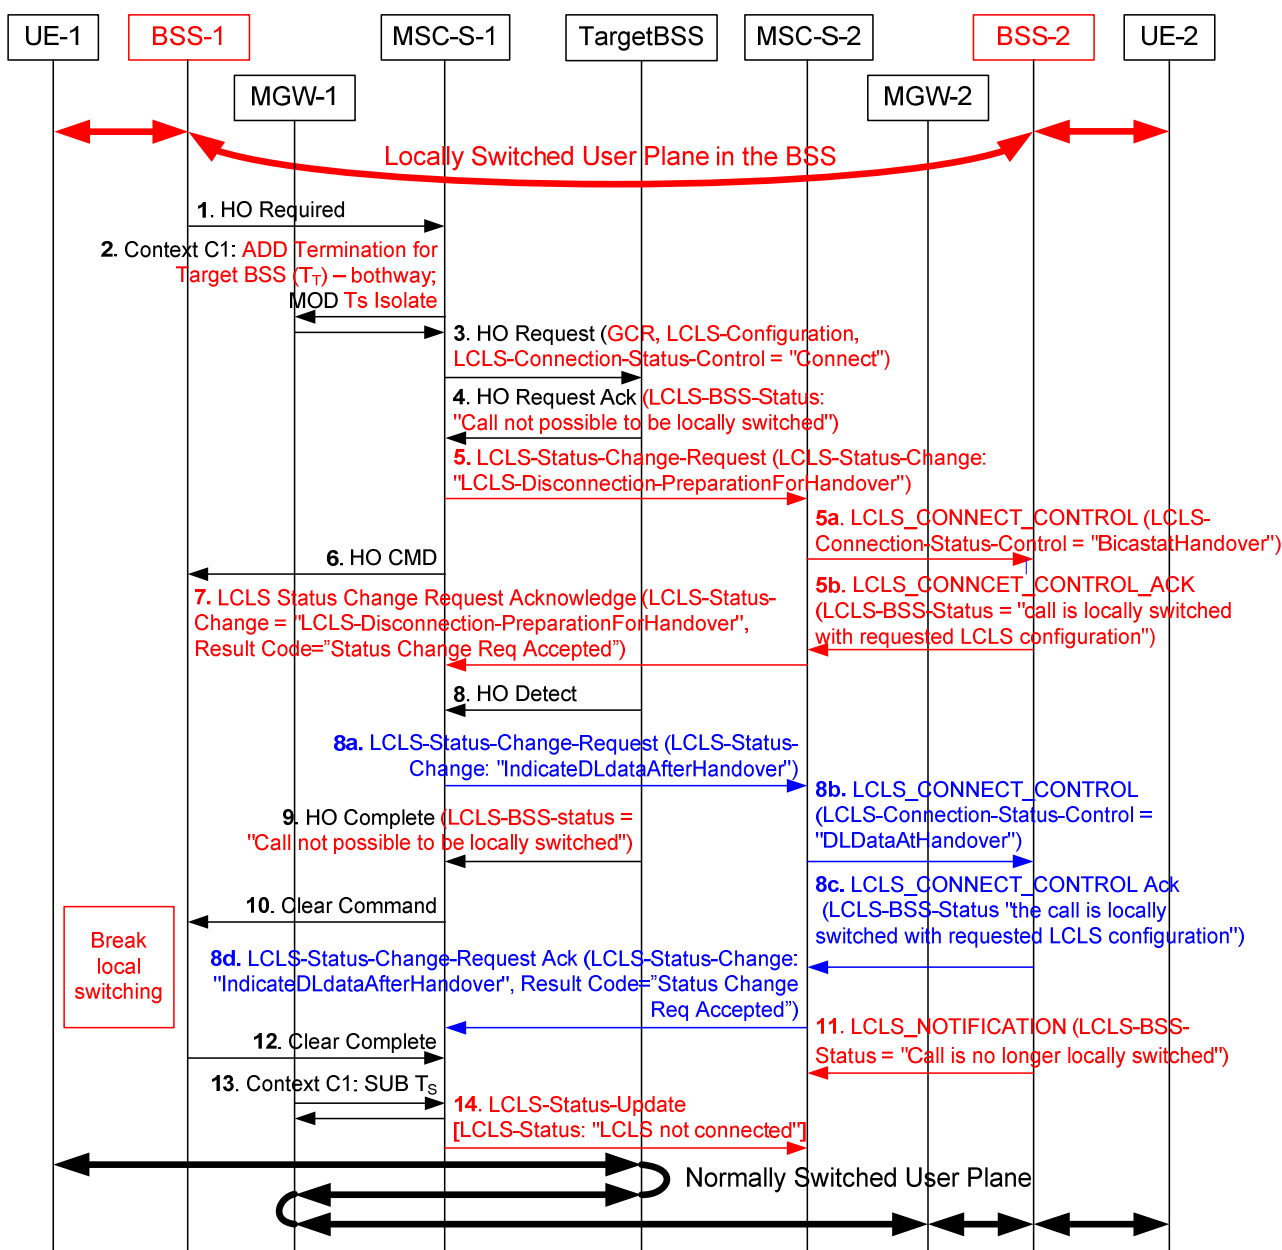 UE-1
BSS-1
MSC-S-1
TargetBSS
MSC-S-2
BSS-2
UE-2
MGW-1
MGW-2
Locally Switched User Plane in the BSS
1. HO Required
2. Context C1: ADD Termination for
Target BSS (TT) – bothway;
MOD Ts Isolate
3. HO Request (GCR, LCLS-Configuration,
LCLS-Connection-Status-Control = "Connect")
4. HO Request Ack (LCLS-BSS-Status:
"Call not possible to be locally switched")
5. LCLS-Status-Change-Request (LCLS-Status-Change:
"LCLS-Disconnection-PreparationForHandover")
5a. LCLS_CONNECT_CONTROL (LCLS-
Connection-Status-Control = "BicastatHandover")
6. HO CMD
5b. LCLS_CONNCET_CONTROL_ACK
(LCLS-BSS-Status = "call is locally switched
with requested LCLS configuration")
7. LCLS Status Change Request Acknowledge (LCLS-Status-
Change = "LCLS-Disconnection-PreparationForHandover",
Result Code=”Status Change Req Accepted”)
8. HO Detect
8a. LCLS-Status-Change-Request (LCLS-Status-
Change: "IndicateDLdataAfterHandover")
8b. LCLS_CONNECT_CONTROL
(LCLS-Connection-Status-Control =
"DLDataAtHandover")
9. HO Complete (LCLS-BSS-status =
"Call not possible to be locally switched")
8c. LCLS_CONNECT_CONTROL Ack
(LCLS-BSS-Status "the call is locally
switched with requested LCLS configuration")
10. Clear Command
Break
local
switching
8d. LCLS-Status-Change-Request Ack (LCLS-Status-Change:
"IndicateDLdataAfterHandover", Result Code=”Status Change
Req Accepted”)
11. LCLS_NOTIFICATION (LCLS-BSS-
Status = "Call is no longer locally switched")
12. Clear Complete
13. Context C1: SUB TS
14. LCLS-Status-Update
[LCLS-Status: "LCLS not connected"]
Normally Switched User Plane